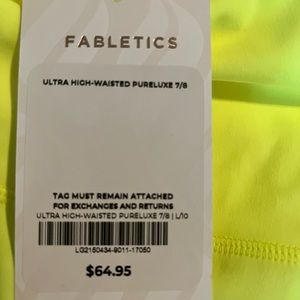 FABLETICS
ULTRA HIGH-WAISTED PURELUXE 7/8
TAG MUST REMAIN ATTACHED
FOR EXCHANGES AND RETURNS
ULTRA HIGH-WAISTED PURELUXE 7/8 | L/10
LG2150434-9011-17050
$64.95